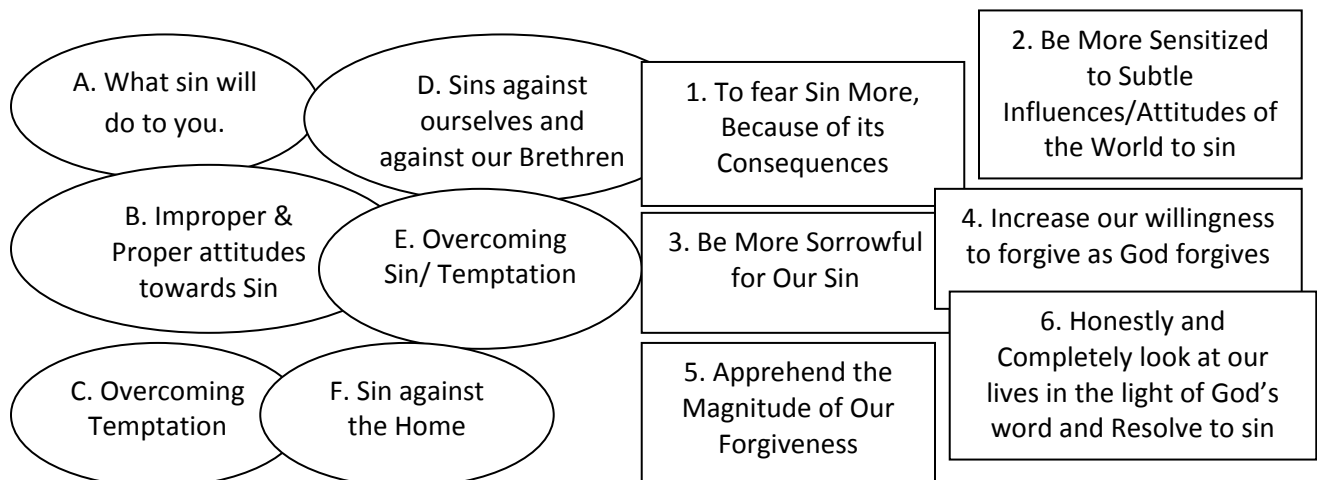 A. What sin will
do to you.
D. Sins against
ourselves and
against our Brethren
B. Improper &
Proper attitudes
towards Sin
E. Overcoming
Sin/ Temptation
C. Overcoming
Temptation
F. Sin against
the Home
1. To fear Sin More,
Because of its
Consequences
2. Be More Sensitized
to Subtle
Influences/Attitudes of
the World to sin
3. Be More Sorrowful
for Our Sin
4. Increase our willingness
to forgive as God forgives
5. Apprehend the
Magnitude of Our
Forgiveness
6. Honestly and
Completely look at our
lives in the light of God’s
word and Resolve to sin